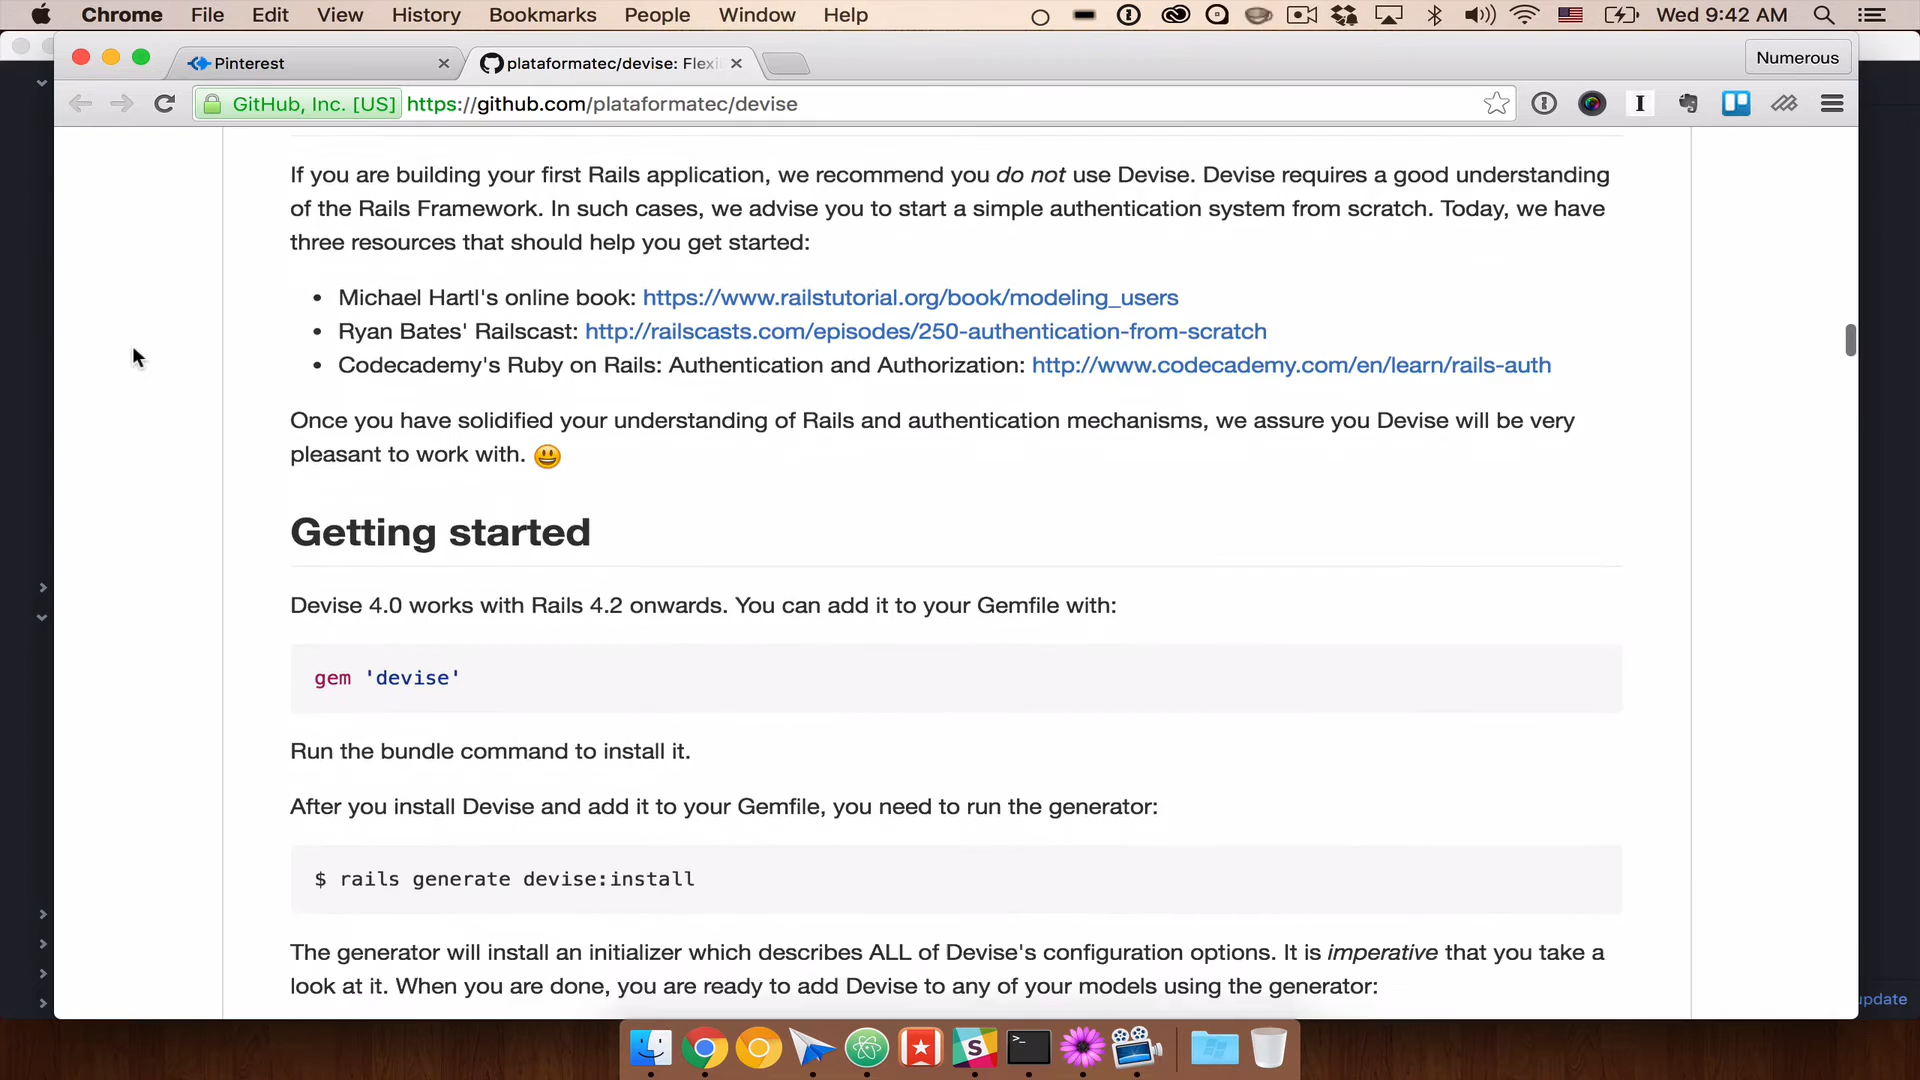 Chrome File Edit View History Bookmarks People Window Help Wed 9:42 AM
Pinterest
plataformatec/devise: Flexi
Numerous
GitHub, Inc. [US] https://github.com/plataformatec/devise
If you are building your first Rails application, we recommend you do not use Devise. Devise requires a good understanding
of the Rails Framework. In such cases, we advise you to start a simple authentication system from scratch. Today, we have
three resources that should help you get started:
• Michael Hartl's online book: https://www.railstutorial.org/book/modeling_users
• Ryan Bates' Railscast: http://railscasts.com/episodes/250-authentication-from-scratch
• Codecademy's Ruby on Rails: Authentication and Authorization: http://www.codecademy.com/en/learn/rails-auth
Once you have solidified your understanding of Rails and authentication mechanisms, we assure you Devise will be very
pleasant to work with. 😃
Getting started
Devise 4.0 works with Rails 4.2 onwards. You can add it to your Gemfile with:
gem 'devise'
Run the bundle command to install it.
After you install Devise and add it to your Gemfile, you need to run the generator:
$ rails generate devise:install
The generator will install an initializer which describes ALL of Devise's configuration options. It is imperative that you take a
look at it. When you are done, you are ready to add Devise to any of your models using the generator:
update